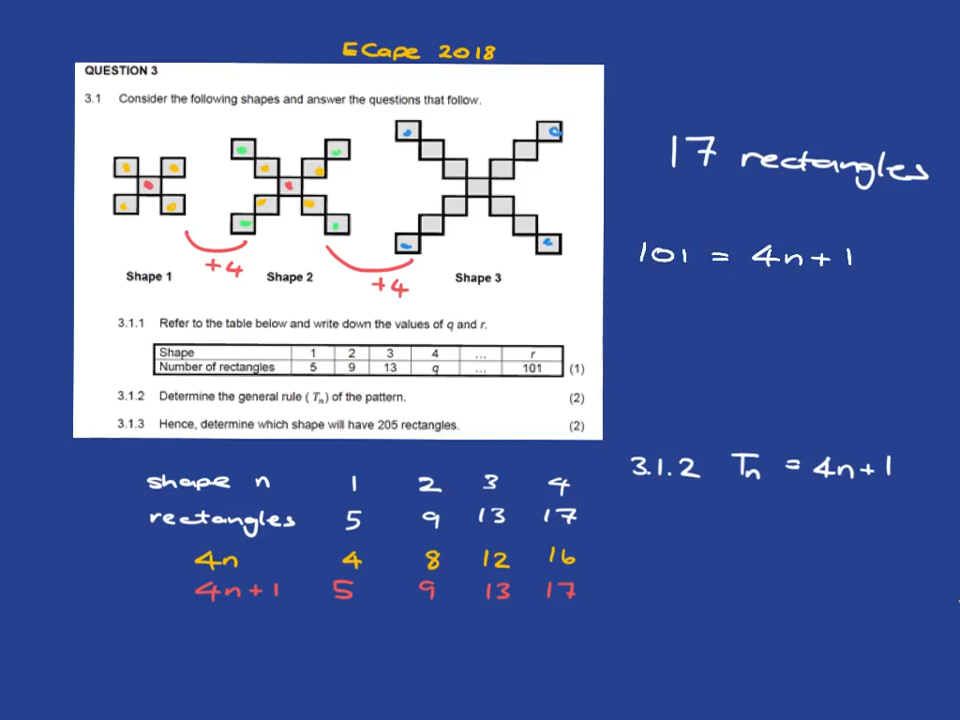 ECape 2018
QUESTION 3
3.1 Consider the following shapes and answer the questions that follow.
+4
+4
Shape 1 Shape 2 Shape 3
3.1.1 Refer to the table below and write down the values of q and r.
Shape 1 2 3 4 ... r
Number of rectangles 5 9 13 q ... 101 (1)
3.1.2 Determine the general rule ( Tn ) of the pattern. (2)
3.1.3 Hence, determine which shape will have 205 rectangles. (2)
17 rectangles
101 = 4n + 1
3.1.2 Tn = 4n + 1
shape n 1 2 3 4
rectangles 5 9 13 17
4n 4 8 12 16
4n + 1 5 9 13 17